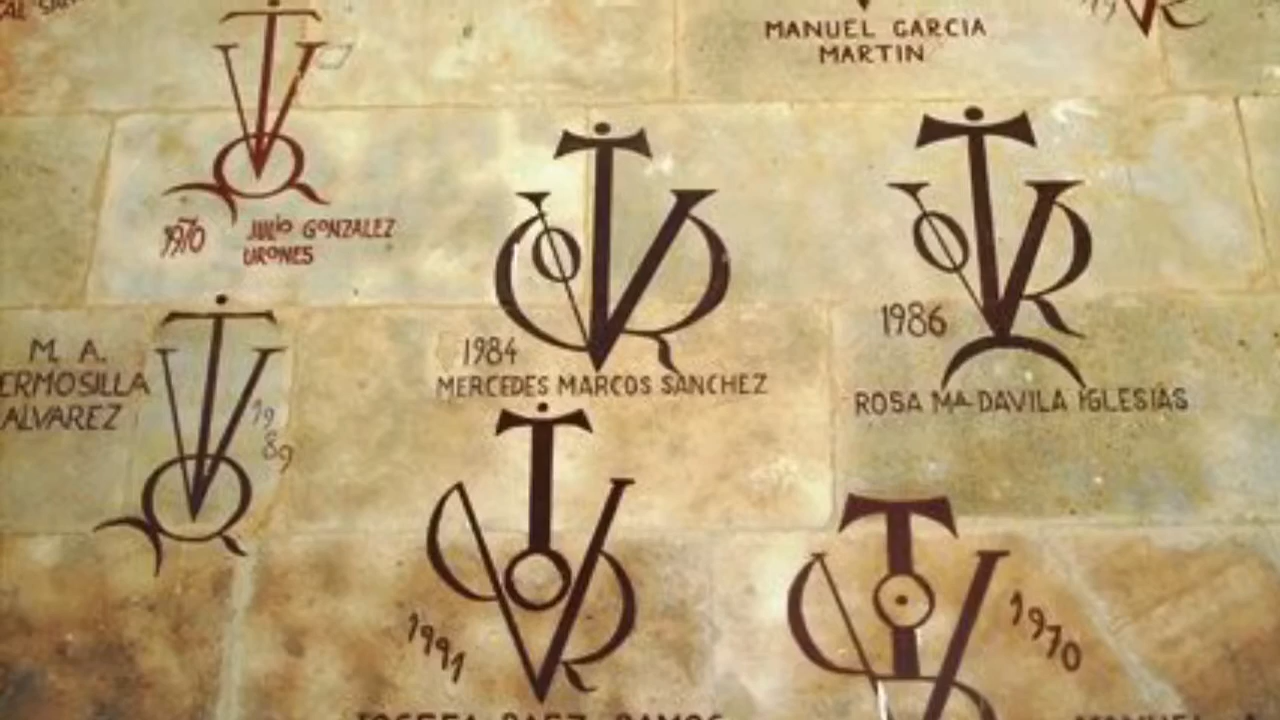 MANUEL GARCIA
MARTIN
1970 JULIO GONZALEZ
URONES
1984
MERCEDES MARCOS SANCHEZ
1986
ROSA Mª DAVILA IGLESIAS
M. A.
ERMOSILLA
ALVAREZ
1989
1991
1970